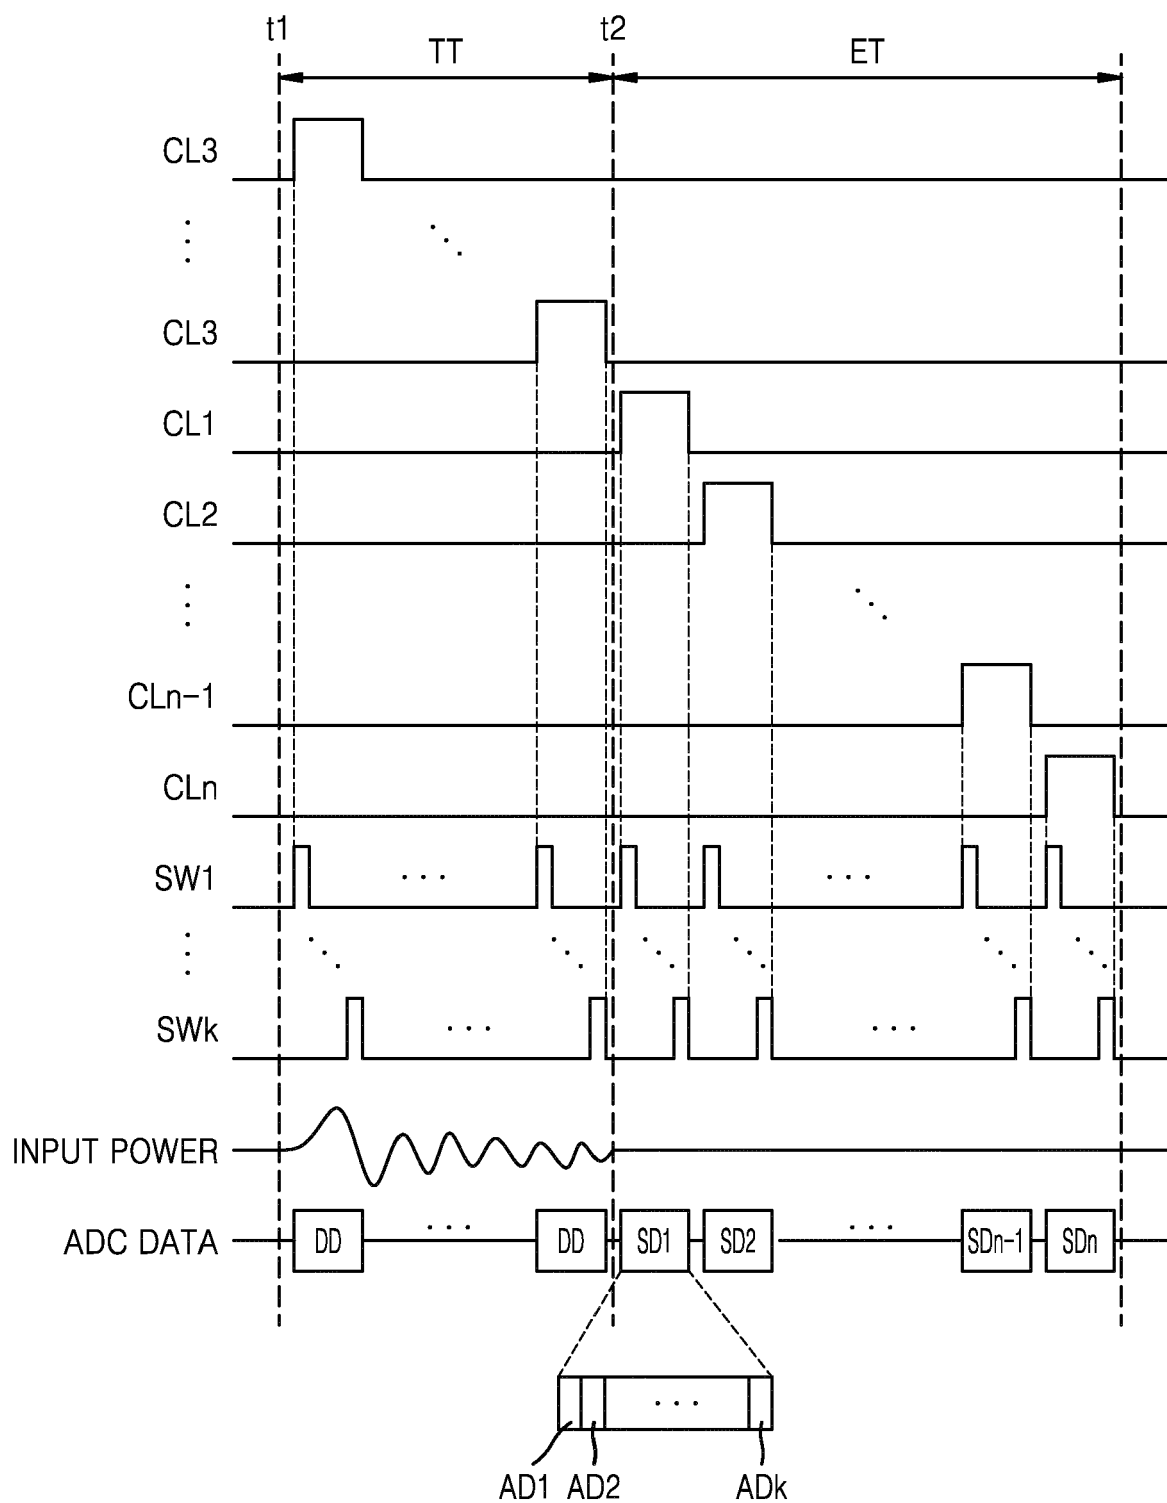 t1 t2
TT ET
CL3
CL3
CL1
CL2
CLn-1
CLn
SW1
SWk
INPUT POWER
ADC DATA DD DD SD1 SD2 SDn-1 SDn
AD1 AD2 ADk